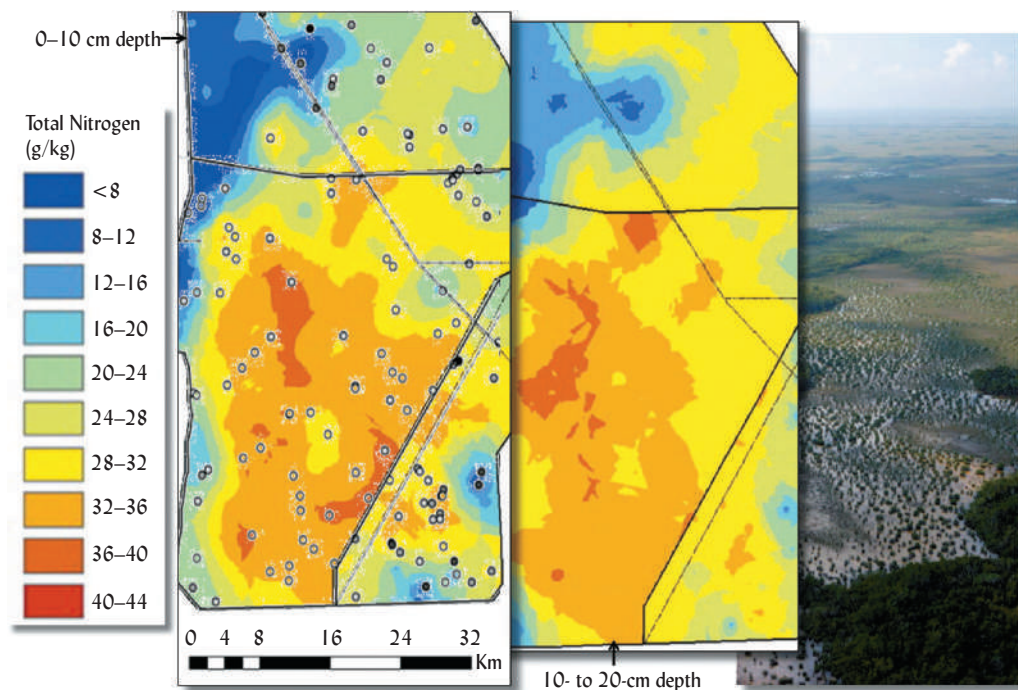 0–10 cm depth
Total Nitrogen
(g/kg)
<8
8–12
12–16
16–20
20–24
24–28
28–32
32–36
36–40
40–44
0 4 8 16 24 32
Km
10- to 20-cm depth